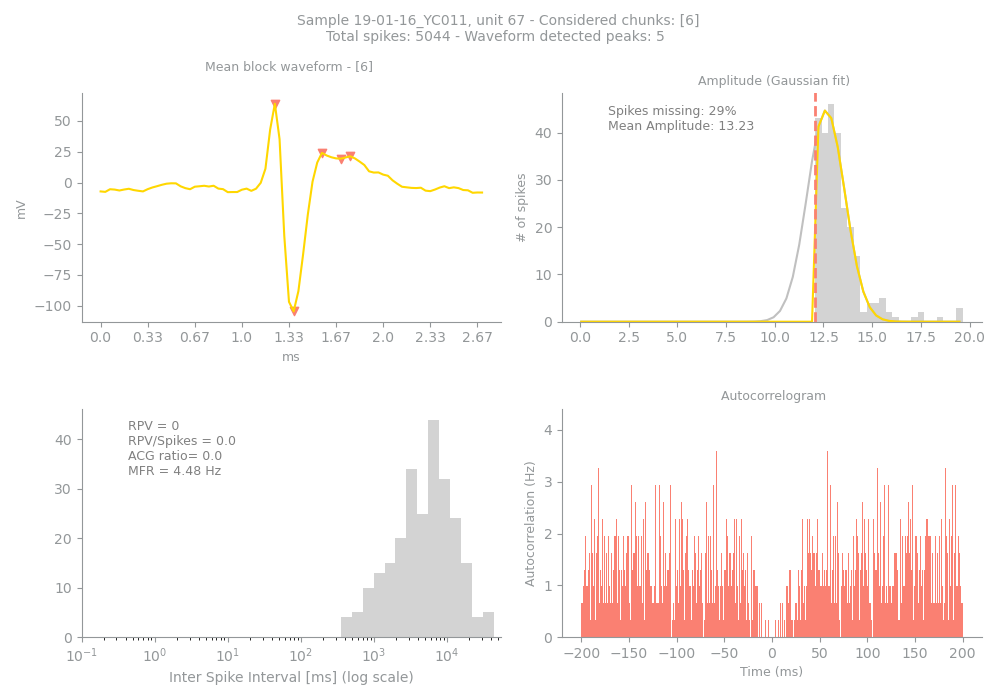 Sample 19-01-16_YC011, unit 67 - Considered chunks: [6]
Total spikes: 5044 - Waveform detected peaks: 5
Mean block waveform - [6]
50
25
0
−25
−50
−75
−100
mV
0.0 0.33 0.67 1.0 1.33 1.67 2.0 2.33 2.67
ms
Amplitude (Gaussian fit)
Spikes missing: 29%
Mean Amplitude: 13.23
40
30
20
10
0
# of spikes
0.0 2.5 5.0 7.5 10.0 12.5 15.0 17.5 20.0
RPV = 0
RPV/Spikes = 0.0
ACG ratio= 0.0
MFR = 4.48 Hz
40
30
20
10
0
10⁻¹ 10⁰ 10¹ 10² 10³ 10⁴
Inter Spike Interval [ms] (log scale)
Autocorrelogram
4
3
2
1
0
Autocorrelation (Hz)
−200 −150 −100 −50 0 50 100 150 200
Time (ms)